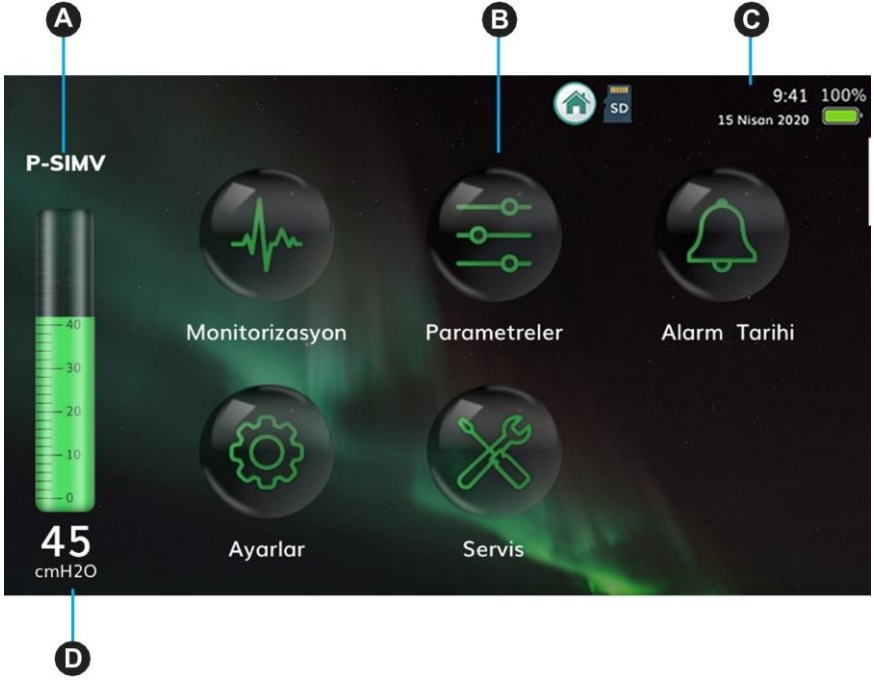 A
B
C
SD
9:41 100%
15 Nisan 2020
P-SIMV
40
30
20
10
0
Monitorizasyon
Parametreler
Alarm Tarihi
45
cmH2O
Ayarlar
Servis
D